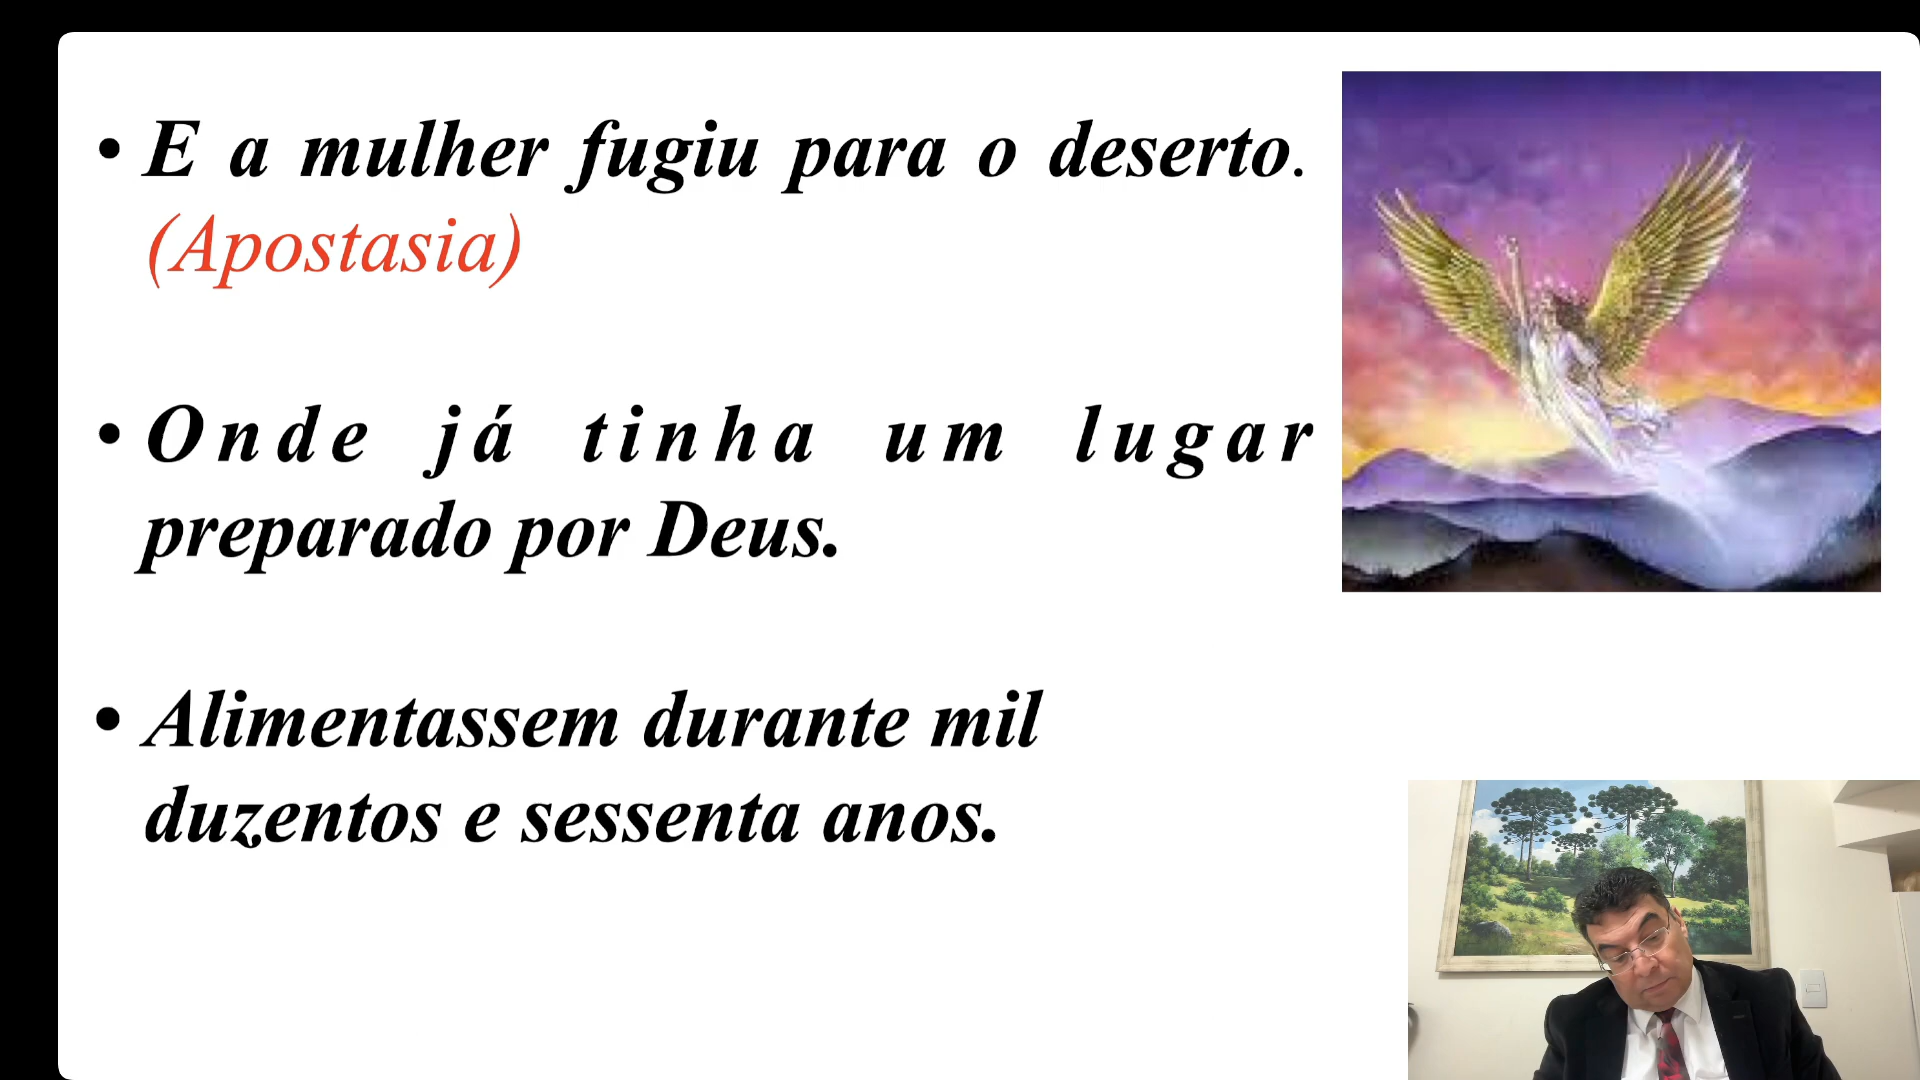 • E a mulher fugiu para o deserto.
(Apostasia)
• Onde já tinha um lugar
preparado por Deus.
• Alimentassem durante mil
duzentos e sessenta anos.